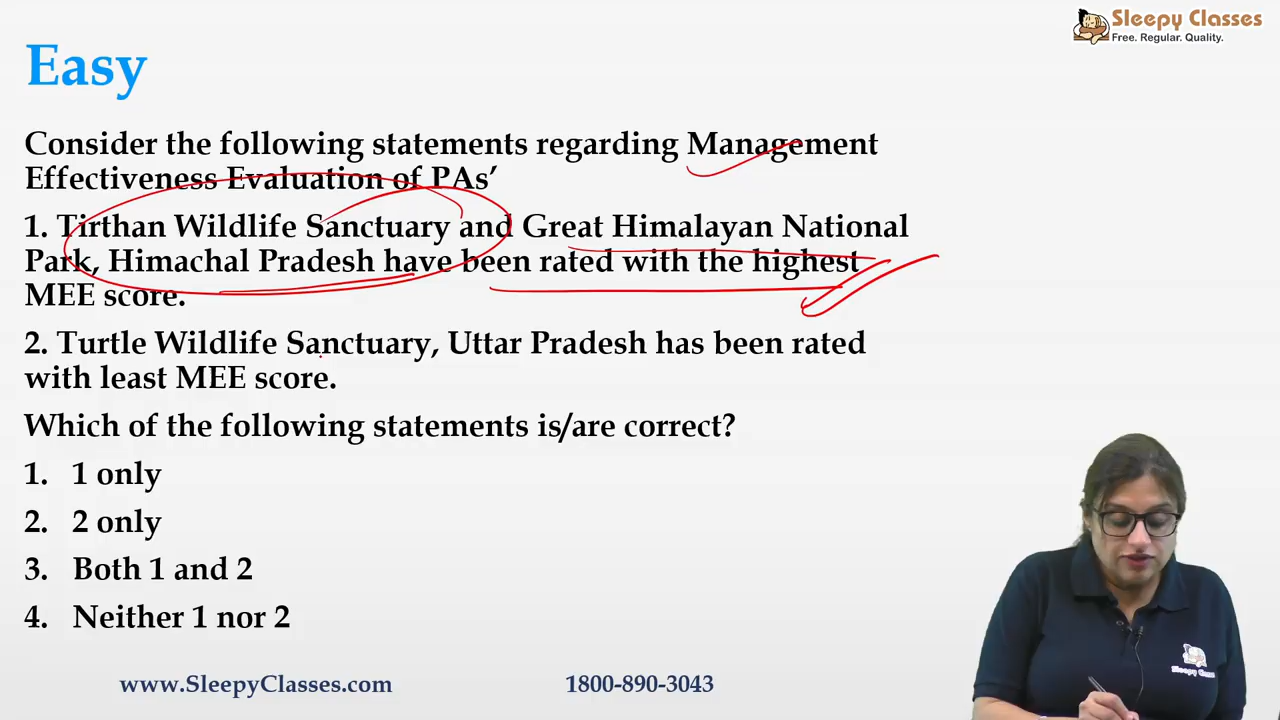 Sleepy Classes
Free. Regular. Quality.
Easy
Consider the following statements regarding Management
Effectiveness Evaluation of PAs’
1. Tirthan Wildlife Sanctuary and Great Himalayan National
Park, Himachal Pradesh have been rated with the highest
MEE score.
2. Turtle Wildlife Sanctuary, Uttar Pradesh has been rated
with least MEE score.
Which of the following statements is/are correct?
1. 1 only
2. 2 only
3. Both 1 and 2
4. Neither 1 nor 2
www.SleepyClasses.com 1800-890-3043
Sleepy Classes